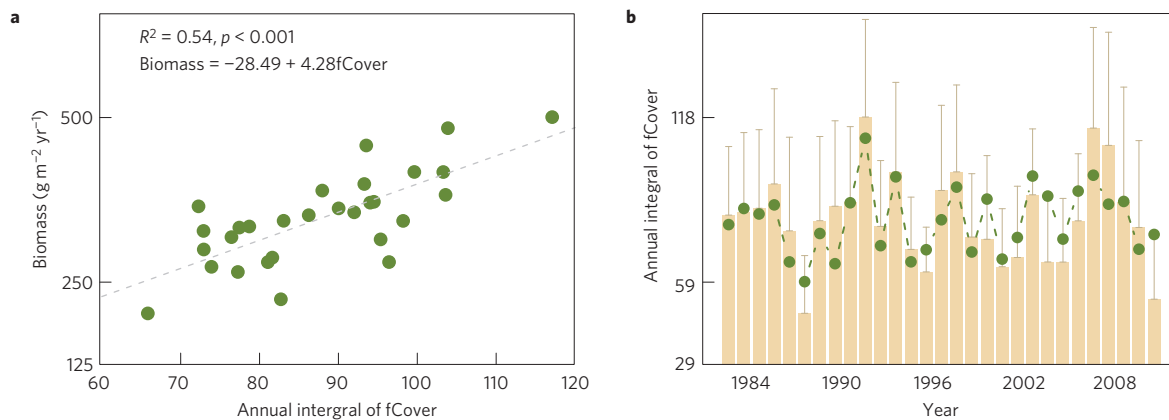 a
R² = 0.54, p < 0.001
Biomass = −28.49 + 4.28fCover
Biomass (g m⁻² yr⁻¹)
500
250
125
60 70 80 90 100 110 120
Annual intergral of fCover
b
Annual integral of fCover
118
59
29
1984 1990 1996 2002 2008
Year